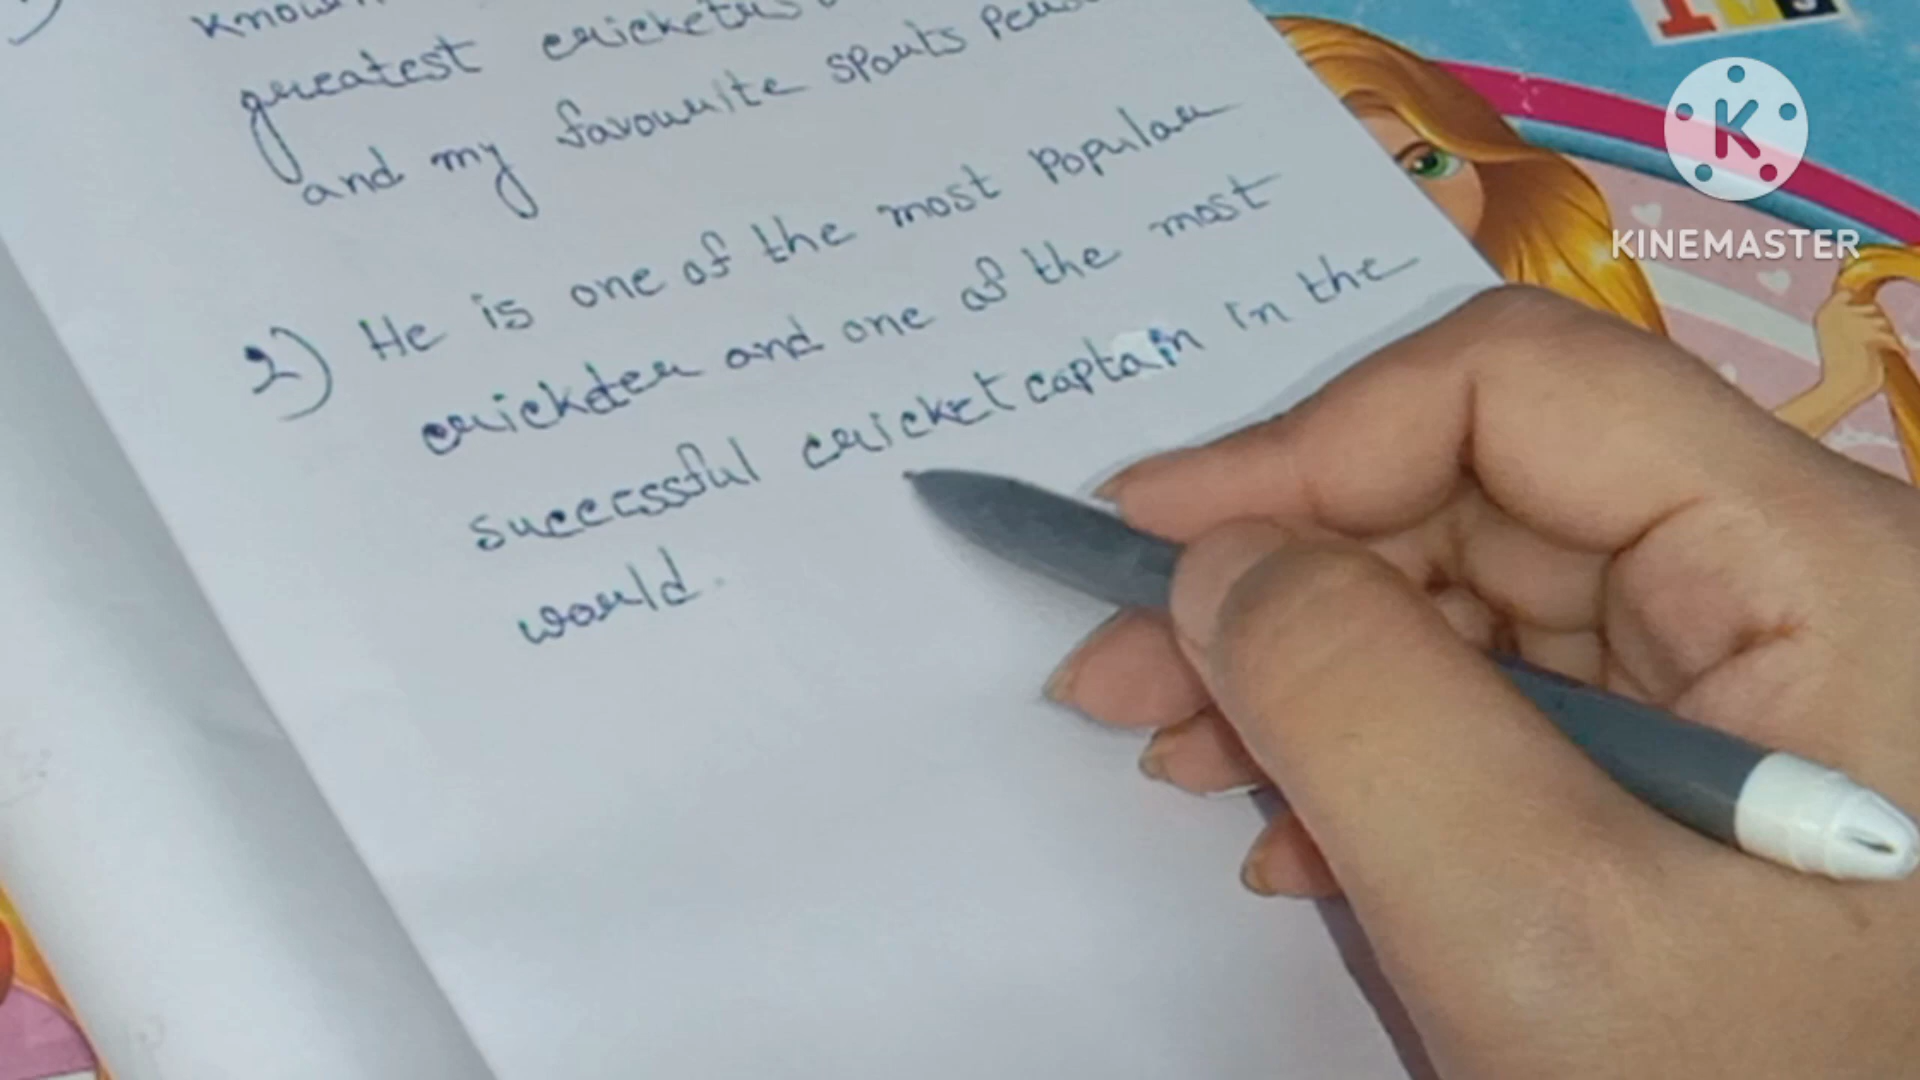 greatest cricketers
and my favourite sports
2) He is one of the most popular
cricketer and one of the most
successful cricket captain in the
world.
KINEMASTER